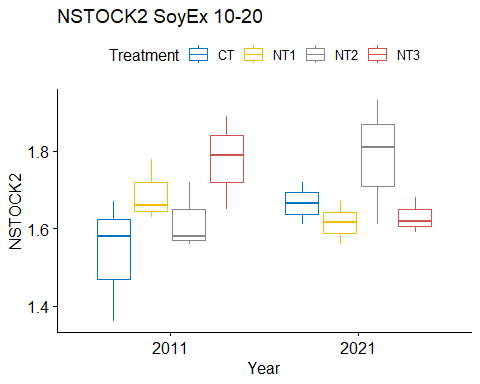 NSTOCK2 SoyEx 10-20
Treatment CT NT1 NT2 NT3
1.8
1.6
1.4
NSTOCK2
2011 2021
Year